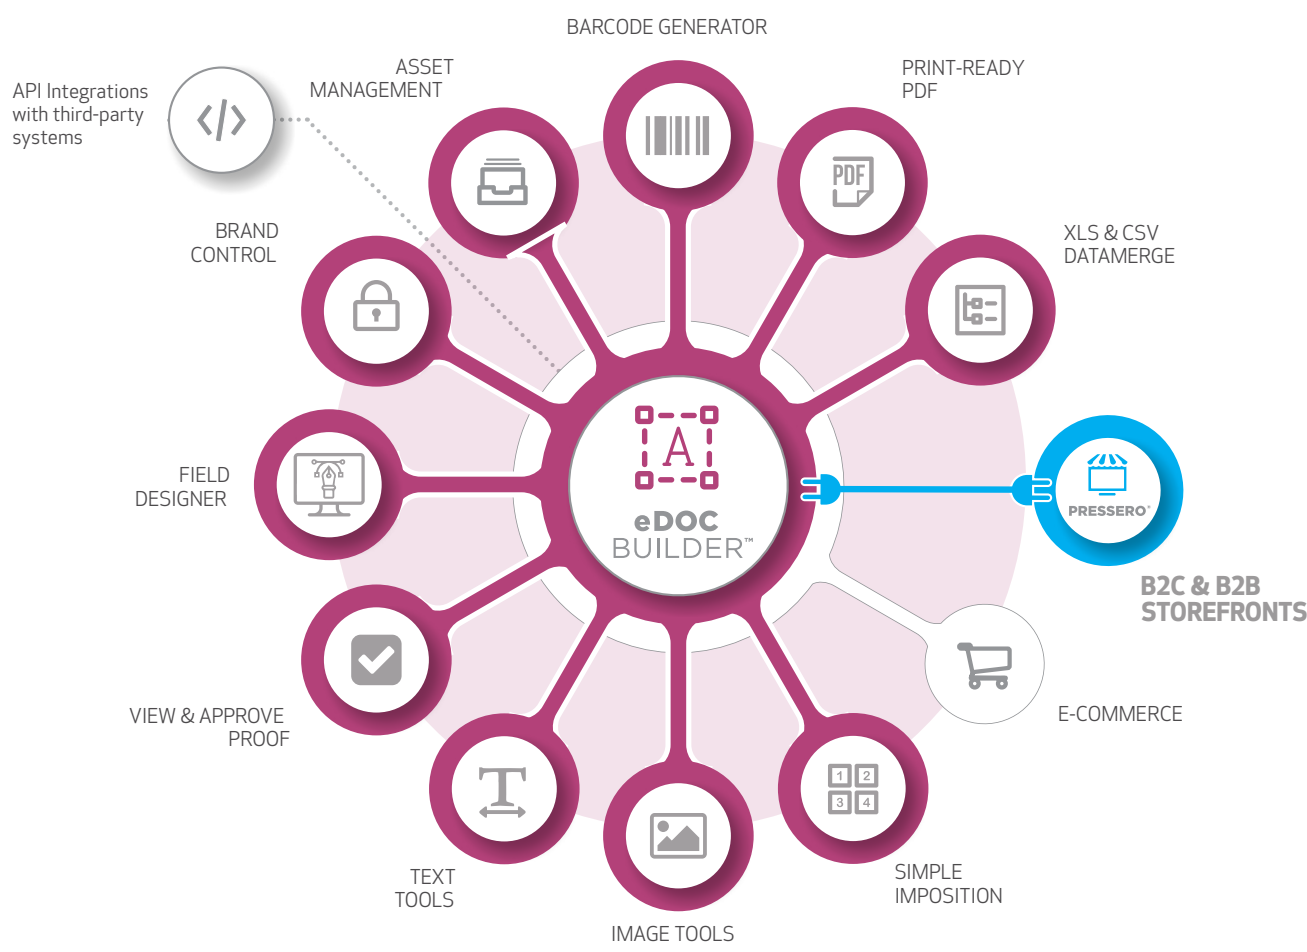 BARCODE GENERATOR
ASSET
MANAGEMENT
PRINT-READY
PDF
API Integrations
with third-party
systems
</>
PDF
BRAND
CONTROL
XLS & CSV
DATAMERGE
A
eDOC
BUILDER™
FIELD
DESIGNER
PRESSERO®
B2C & B2B
STOREFRONTS
VIEW & APPROVE
PROOF
E-COMMERCE
T
1 2
3 4
TEXT
TOOLS
SIMPLE
IMPOSITION
IMAGE TOOLS